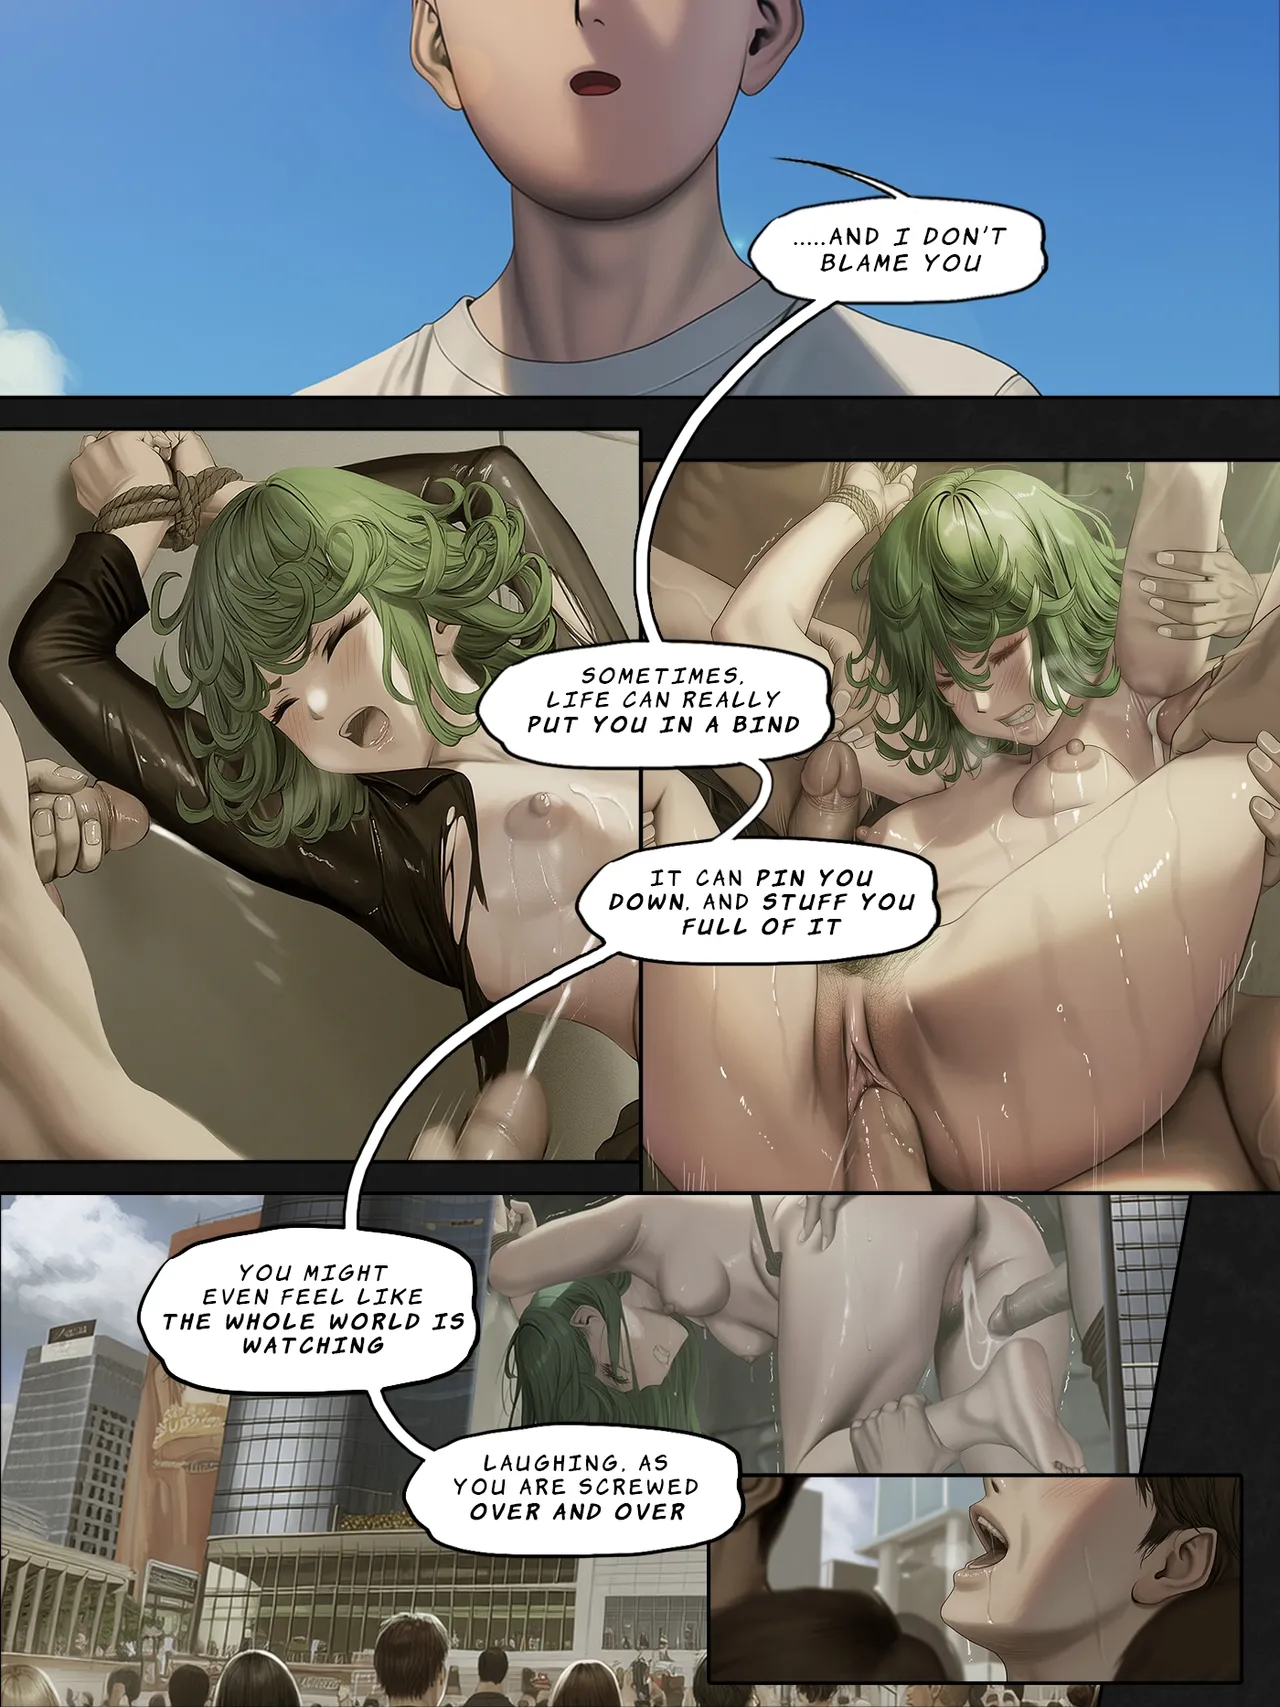 .....AND I DON'T
BLAME YOU
SOMETIMES,
LIFE CAN REALLY
PUT YOU IN A BIND
IT CAN PIN YOU
DOWN, AND STUFF YOU
FULL OF IT
YOU MIGHT
EVEN FEEL LIKE
THE WHOLE WORLD IS
WATCHING
LAUGHING, AS
YOU ARE SCREWED
OVER AND OVER